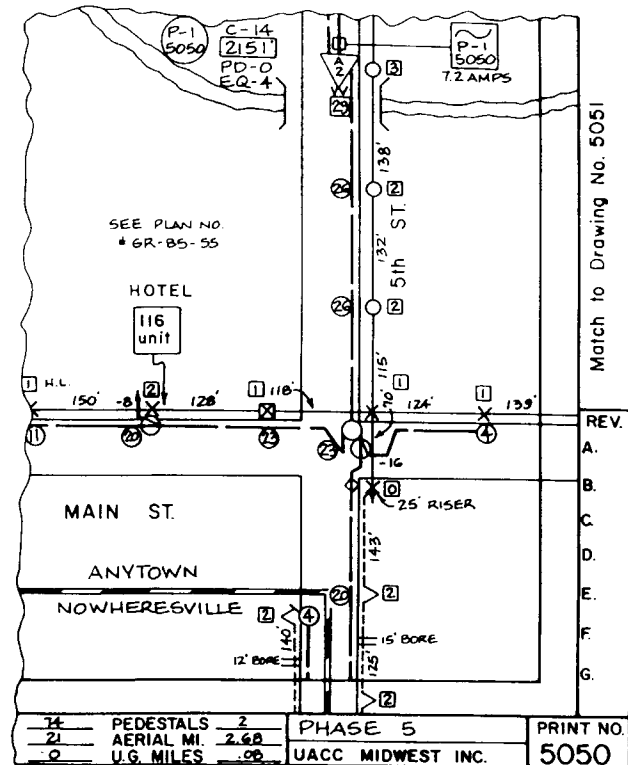 P-1
5050
C-14
2151'
PD-0
EQ-4
P-1
5050
7.2 AMPS
A
2
3
29
138'
26
2
132'
5th ST.
26
2
Match to Drawing No. 5051
SEE PLAN NO.
# GR-BS-55
HOTEL
116
unit
1 H.L.
150'
-8
2
128'
1
118'
115'
70'
1
124'
1
139'
11
20
23
23
4
-16
REV.
A.
B.
C.
D.
E.
F.
G.
0
25' RISER
MAIN ST.
143'
ANYTOWN
NOWHERESVILLE
20
2
2
4
140'
12' BORE
15' BORE
125'
2
74 PEDESTALS 2
21 AERIAL MI. 2.68
0 U.G. MILES .08
PHASE 5
UACC MIDWEST INC.
PRINT NO.
5050